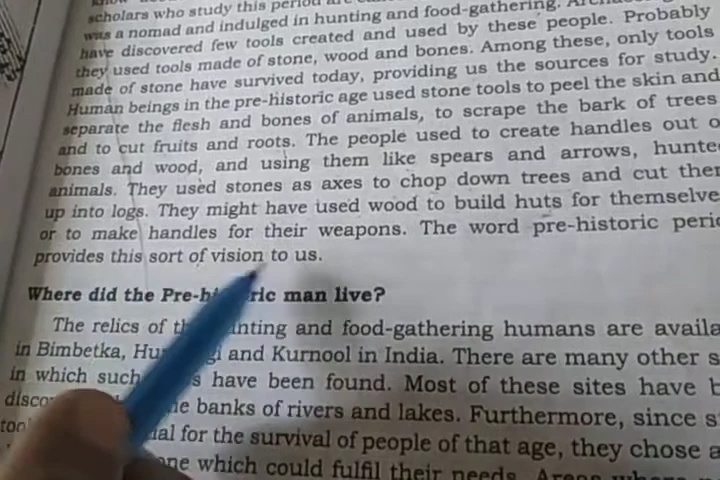 scholars who study this period are
was a nomad and indulged in hunting and food-gathering.
have discovered few tools created and used by these people. Probably
they used tools made of stone, wood and bones. Among these, only tools
made of stone have survived today, providing us the sources for study.
Human beings in the pre-historic age used stone tools to peel the skin and
separate the flesh and bones of animals, to scrape the bark of trees
and to cut fruits and roots. The people used to create handles out o
bones and wood, and using them like spears and arrows, hunte
animals. They used stones as axes to chop down trees and cut ther
up into logs. They might have used wood to build huts for themselve
or to make handles for their weapons. The word pre-historic peri
provides this sort of vision to us.
Where did the Pre-h ric man live?
The relics of nting and food-gathering humans are availa
in Bimbetka, Hu gi and Kurnool in India. There are many other s
in which such s have been found. Most of these sites have b
disco banks of rivers and lakes. Furthermore, since s
too ial for the survival of people of that age, they chose a
one which could fulfil their needs.